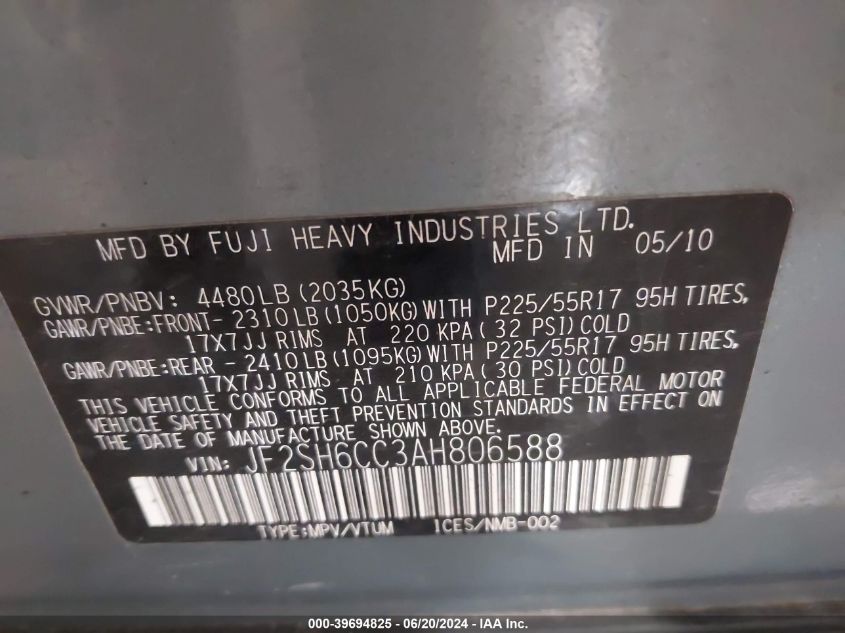 MFD BY FUJI HEAVY INDUSTRIES LTD.
MFD IN 05/10
GVWR/PNBV: 4480LB (2035KG)
GAWR/PNBE:FRONT- 2310LB (1050KG) WITH P225/55R17 95H TIRES,
17X7JJ RIMS AT 220 KPA ( 32 PSI) COLD
GAWR/PNBE:REAR - 2410LB (1095KG) WITH P225/55R17 95H TIRES,
17X7JJ RIMS AT 210 KPA ( 30 PSI) COLD
THIS VEHICLE CONFORMS TO ALL APPLICABLE FEDERAL MOTOR
VEHICLE SAFETY AND THEFT PREVENTION STANDARDS IN EFFECT ON
THE DATE OF MANUFACTURE SHOWN ABOVE.
VIN: JF2SH6CC3AH806588
TYPE:MPV/VTUM ICES/NMB-002
000-39694825 - 06/20/2024 - IAA Inc.